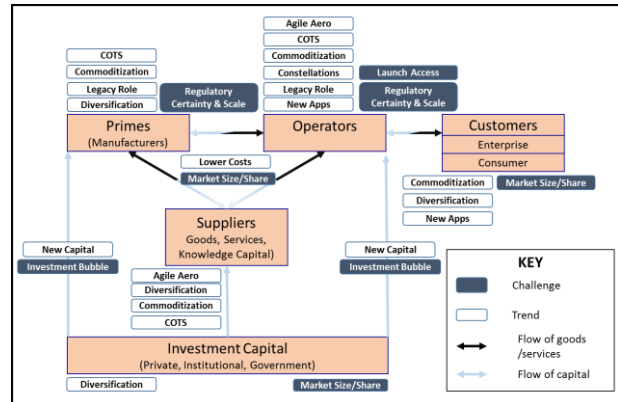 Agile Aero
COTS
COTS
Commoditization
Commoditization
Constellations
Launch Access
Legacy Role
Regulatory
Certainty & Scale
Legacy Role
Regulatory
Certainty & Scale
Diversification
New Apps
Primes
(Manufacturers)
Operators
Customers
Enterprise
Consumer
Lower Costs
Market Size/Share
Commoditization
Market Size/Share
Diversification
New Apps
Suppliers
Goods, Services,
Knowledge Capital)
New Capital
Investment Bubble
New Capital
Investment Bubble
Agile Aero
Diversification
Commoditization
COTS
Investment Capital
(Private, Institutional, Government)
Diversification
Market Size/Share
KEY
Challenge
Trend
Flow of goods
/services
Flow of capital